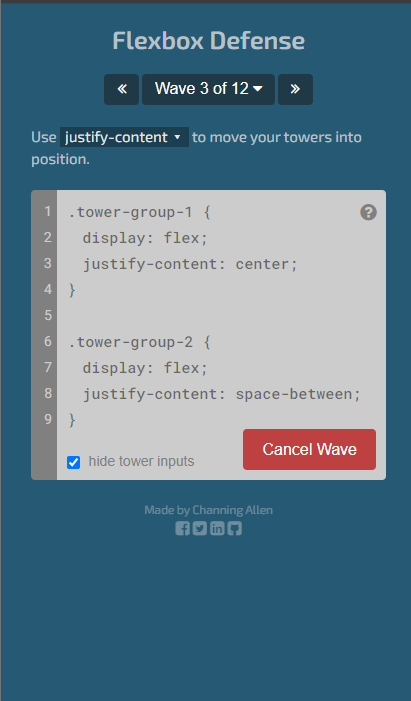 Flexbox Defense
« Wave 3 of 12 »
Use justify-content to move your towers into
position.
1 .tower-group-1 {
2 display: flex;
3 justify-content: center;
4 }
5
6 .tower-group-2 {
7 display: flex;
8 justify-content: space-between;
9 }
hide tower inputs
Cancel Wave
Made by Channing Allen